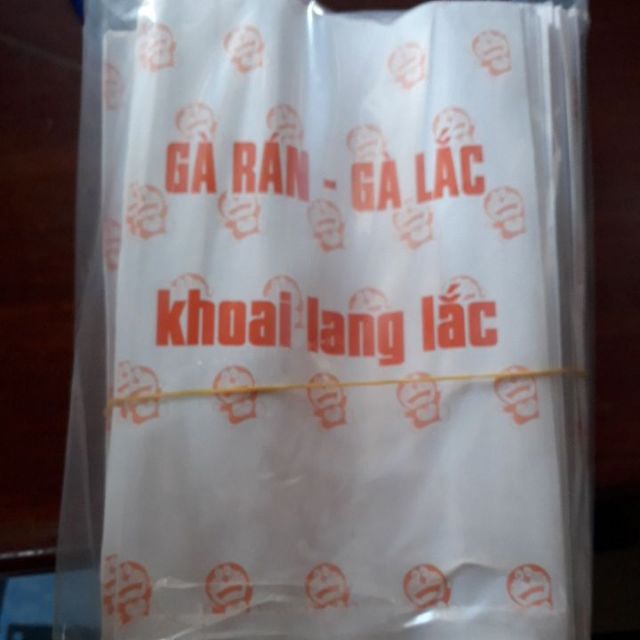 GÀ RÁN - GÀ LẮC
khoai lang lắc